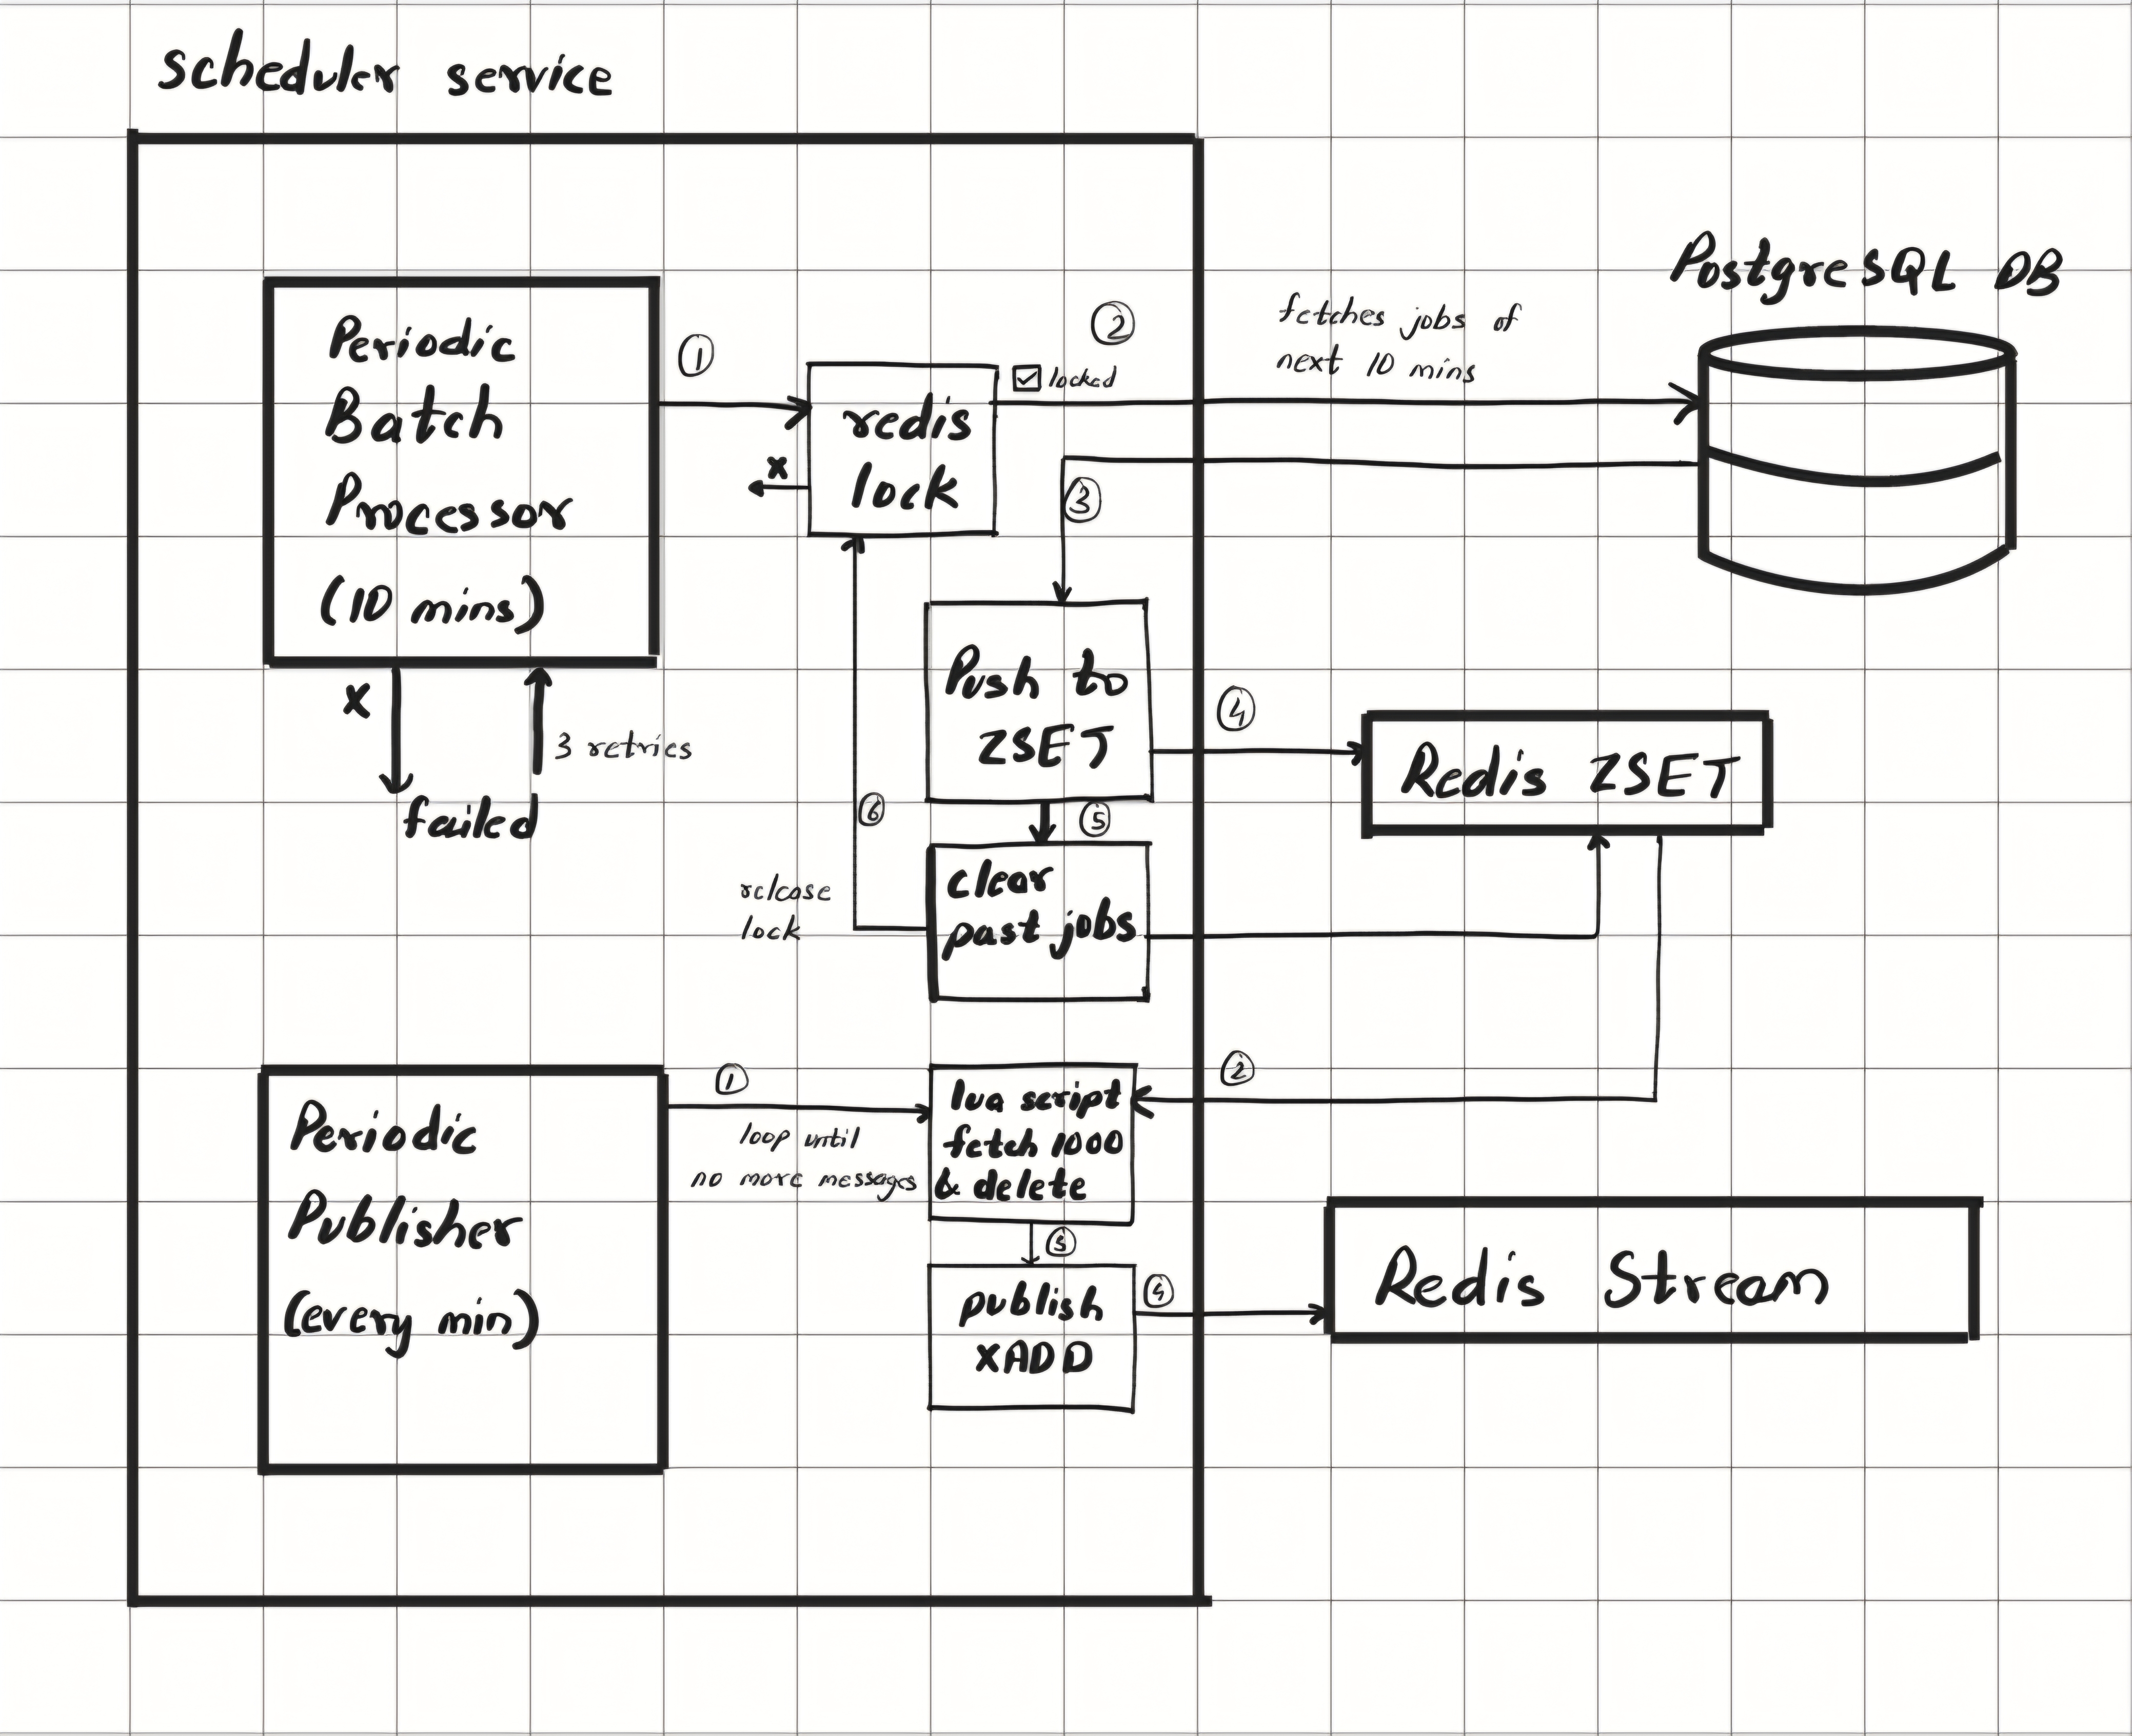 scheduler service
PostgreSQL DB
Periodic
Batch
Processor
(10 mins)
1
redis
lock
x
2
locked
fetches jobs of
next 10 mins
3
x
failed
3 retries
Push to
ZSET
4
Redis ZSET
5
6
clear
past jobs
release
lock
Periodic
Publisher
(every min)
1
loop until
no more messages
lua script
fetch 1000
& delete
2
3
publish
XADD
4
Redis Stream